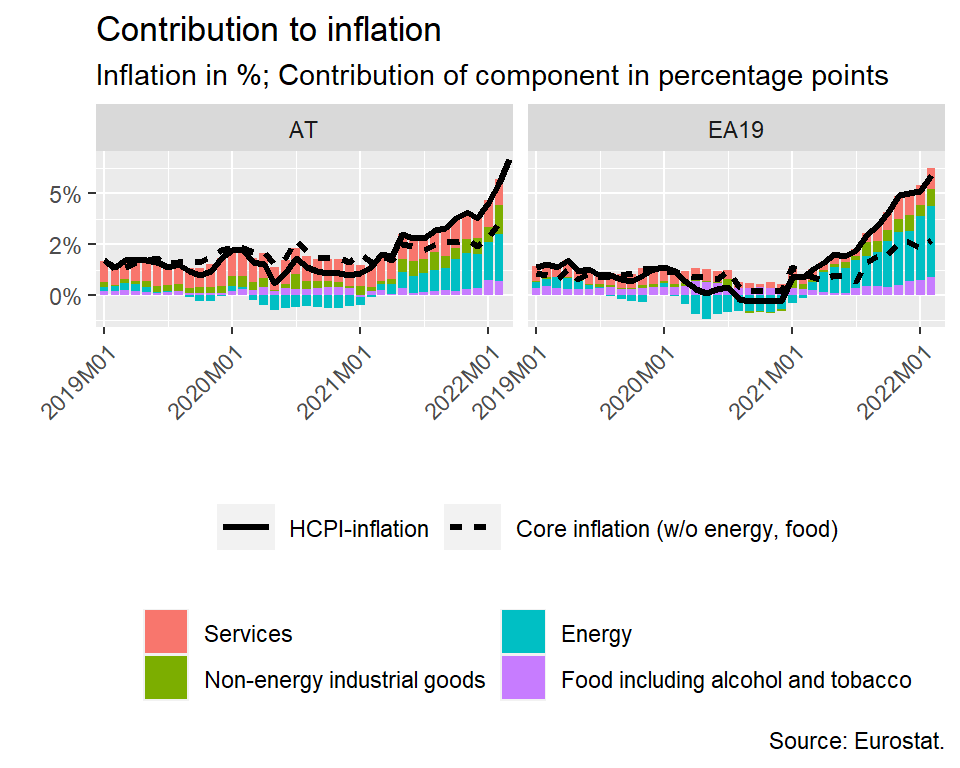 Contribution to inflation
Inflation in %; Contribution of component in percentage points
AT
EA19
5%
2%
0%
2019M01
2020M01
2021M01
2022M01
2019M01
2020M01
2021M01
2022M01
HCPI-inflation
Core inflation (w/o energy, food)
Services
Energy
Non-energy industrial goods
Food including alcohol and tobacco
Source: Eurostat.